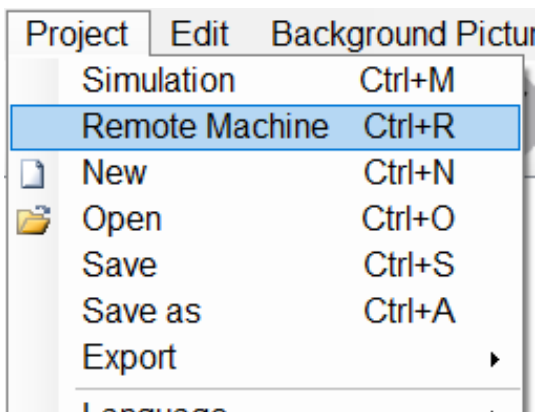 Project Edit Background Pictur
Simulation Ctrl+M
Remote Machine Ctrl+R
New Ctrl+N
Open Ctrl+O
Save Ctrl+S
Save as Ctrl+A
Export
Language